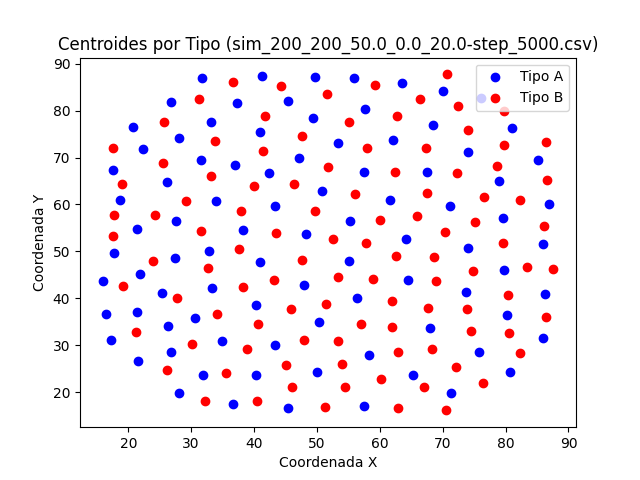 Centroides por Tipo (sim_200_200_50.0_0.0_20.0-step_5000.csv)
Tipo A
Tipo B
Coordenada Y
90
80
70
60
50
40
30
20
20 30 40 50 60 70 80 90
Coordenada X